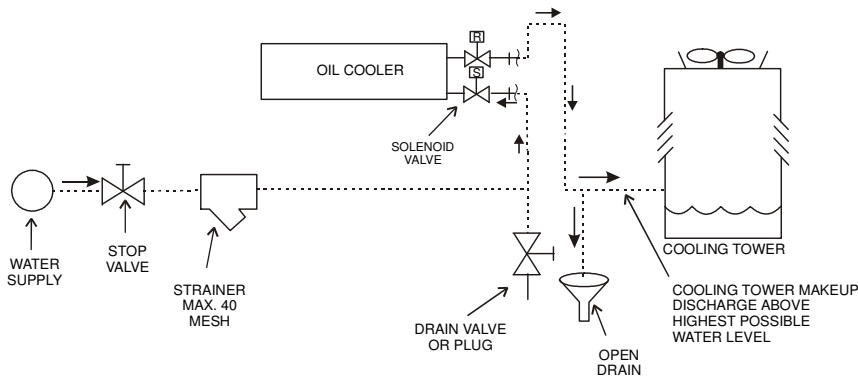 R
OIL COOLER
S
SOLENOID
VALVE
WATER
SUPPLY
STOP
VALVE
STRAINER
MAX. 40
MESH
DRAIN VALVE
OR PLUG
OPEN
DRAIN
COOLING TOWER
COOLING TOWER MAKEUP
DISCHARGE ABOVE
HIGHEST POSSIBLE
WATER LEVEL